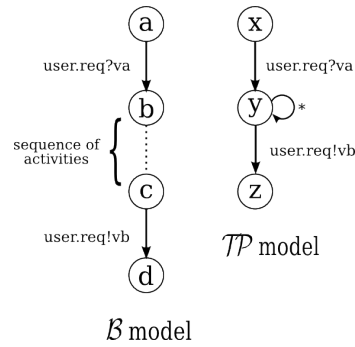 a
x
user.req?va
user.req?va
b
y
*
sequence of
activities
user.req!vb
c
z
user.req!vb
d
TP model
B model